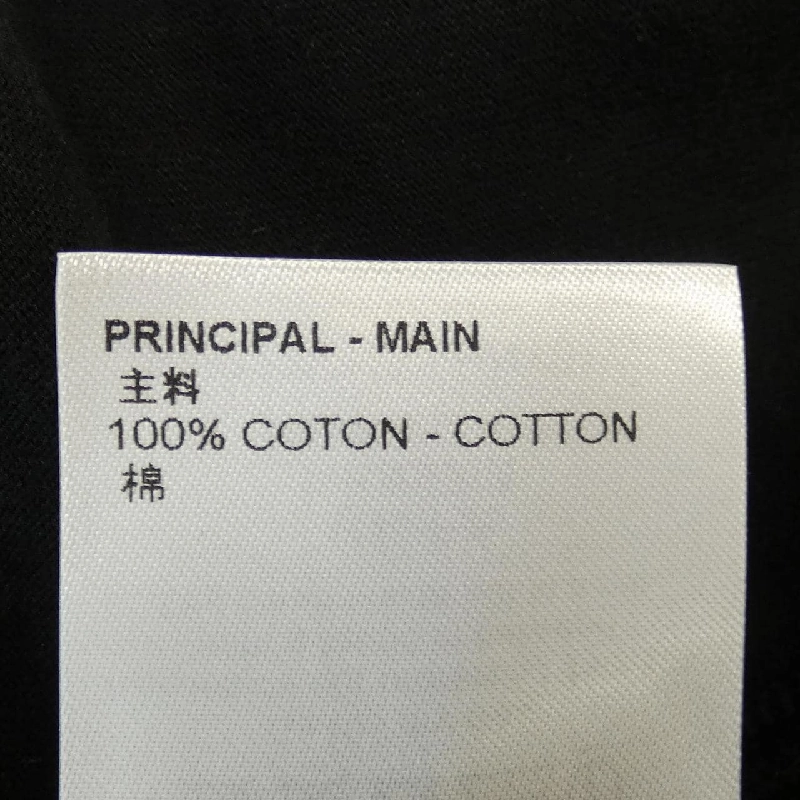 PRINCIPAL - MAIN
主料
100% COTON - COTTON
棉